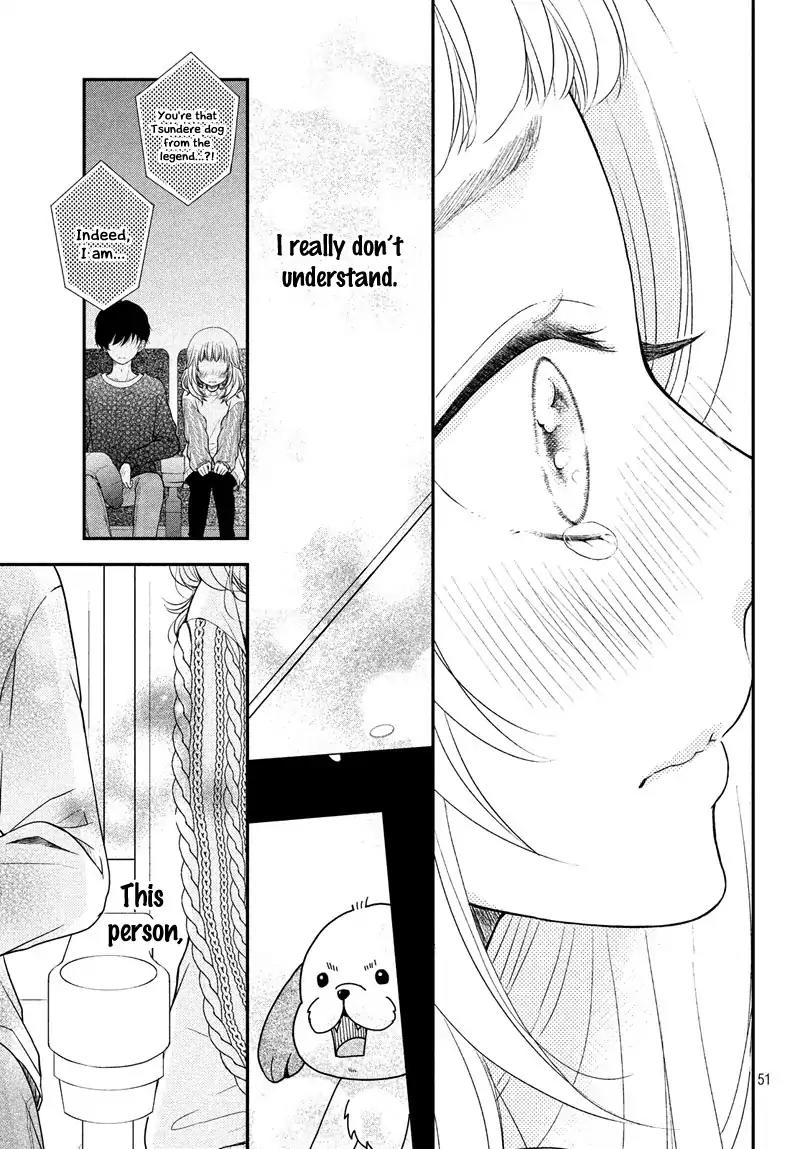 I really don't
understand.
You're that
Tsundere dog
from the
legend...?!
Indeed,
I am...
This
person,
51